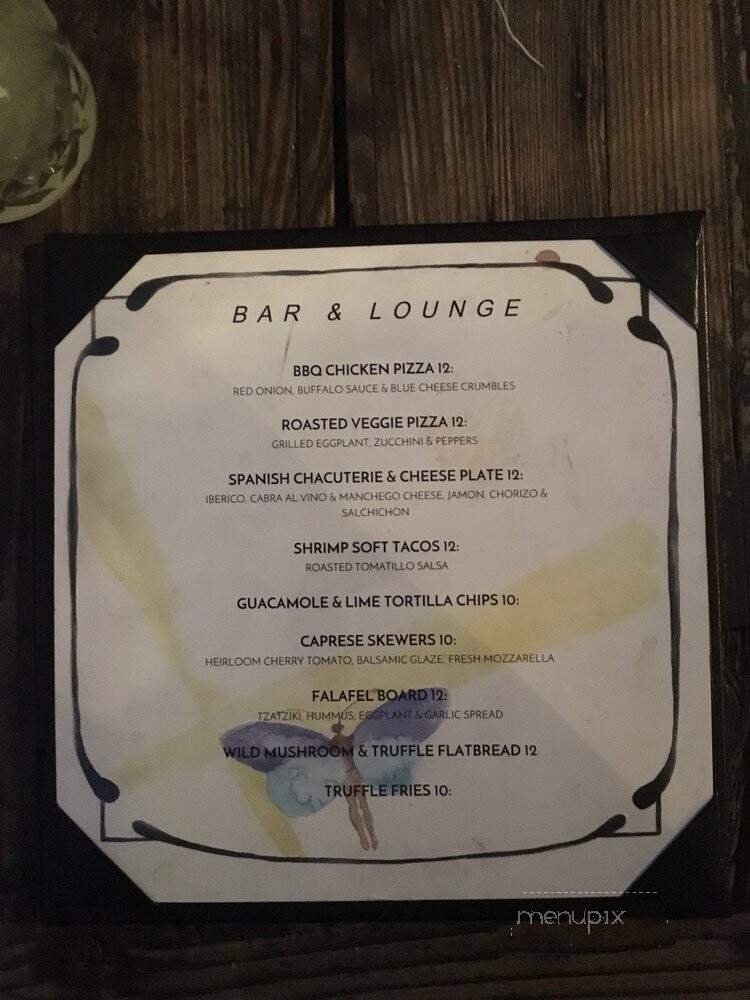 BAR & LOUNGE
BBQ CHICKEN PIZZA 12:
RED ONION, BUFFALO SAUCE & BLUE CHEESE CRUMBLES
ROASTED VEGGIE PIZZA 12:
GRILLED EGGPLANT, ZUCCHINI & PEPPERS
SPANISH CHACUTERIE & CHEESE PLATE 12:
IBERICO, CABRA AL VINO & MANCHEGO CHEESE, JAMON, CHORIZO &
SALCHICHON
SHRIMP SOFT TACOS 12:
ROASTED TOMATILLO SALSA
GUACAMOLE & LIME TORTILLA CHIPS 10:
CAPRESE SKEWERS 10:
HEIRLOOM CHERRY TOMATO, BALSAMIC GLAZE, FRESH MOZZARELLA
FALAFEL BOARD 12:
TZATZIKI, HUMMUS, EGGPLANT & GARLIC SPREAD
WILD MUSHROOM & TRUFFLE FLATBREAD 12
TRUFFLE FRIES 10:
menupix